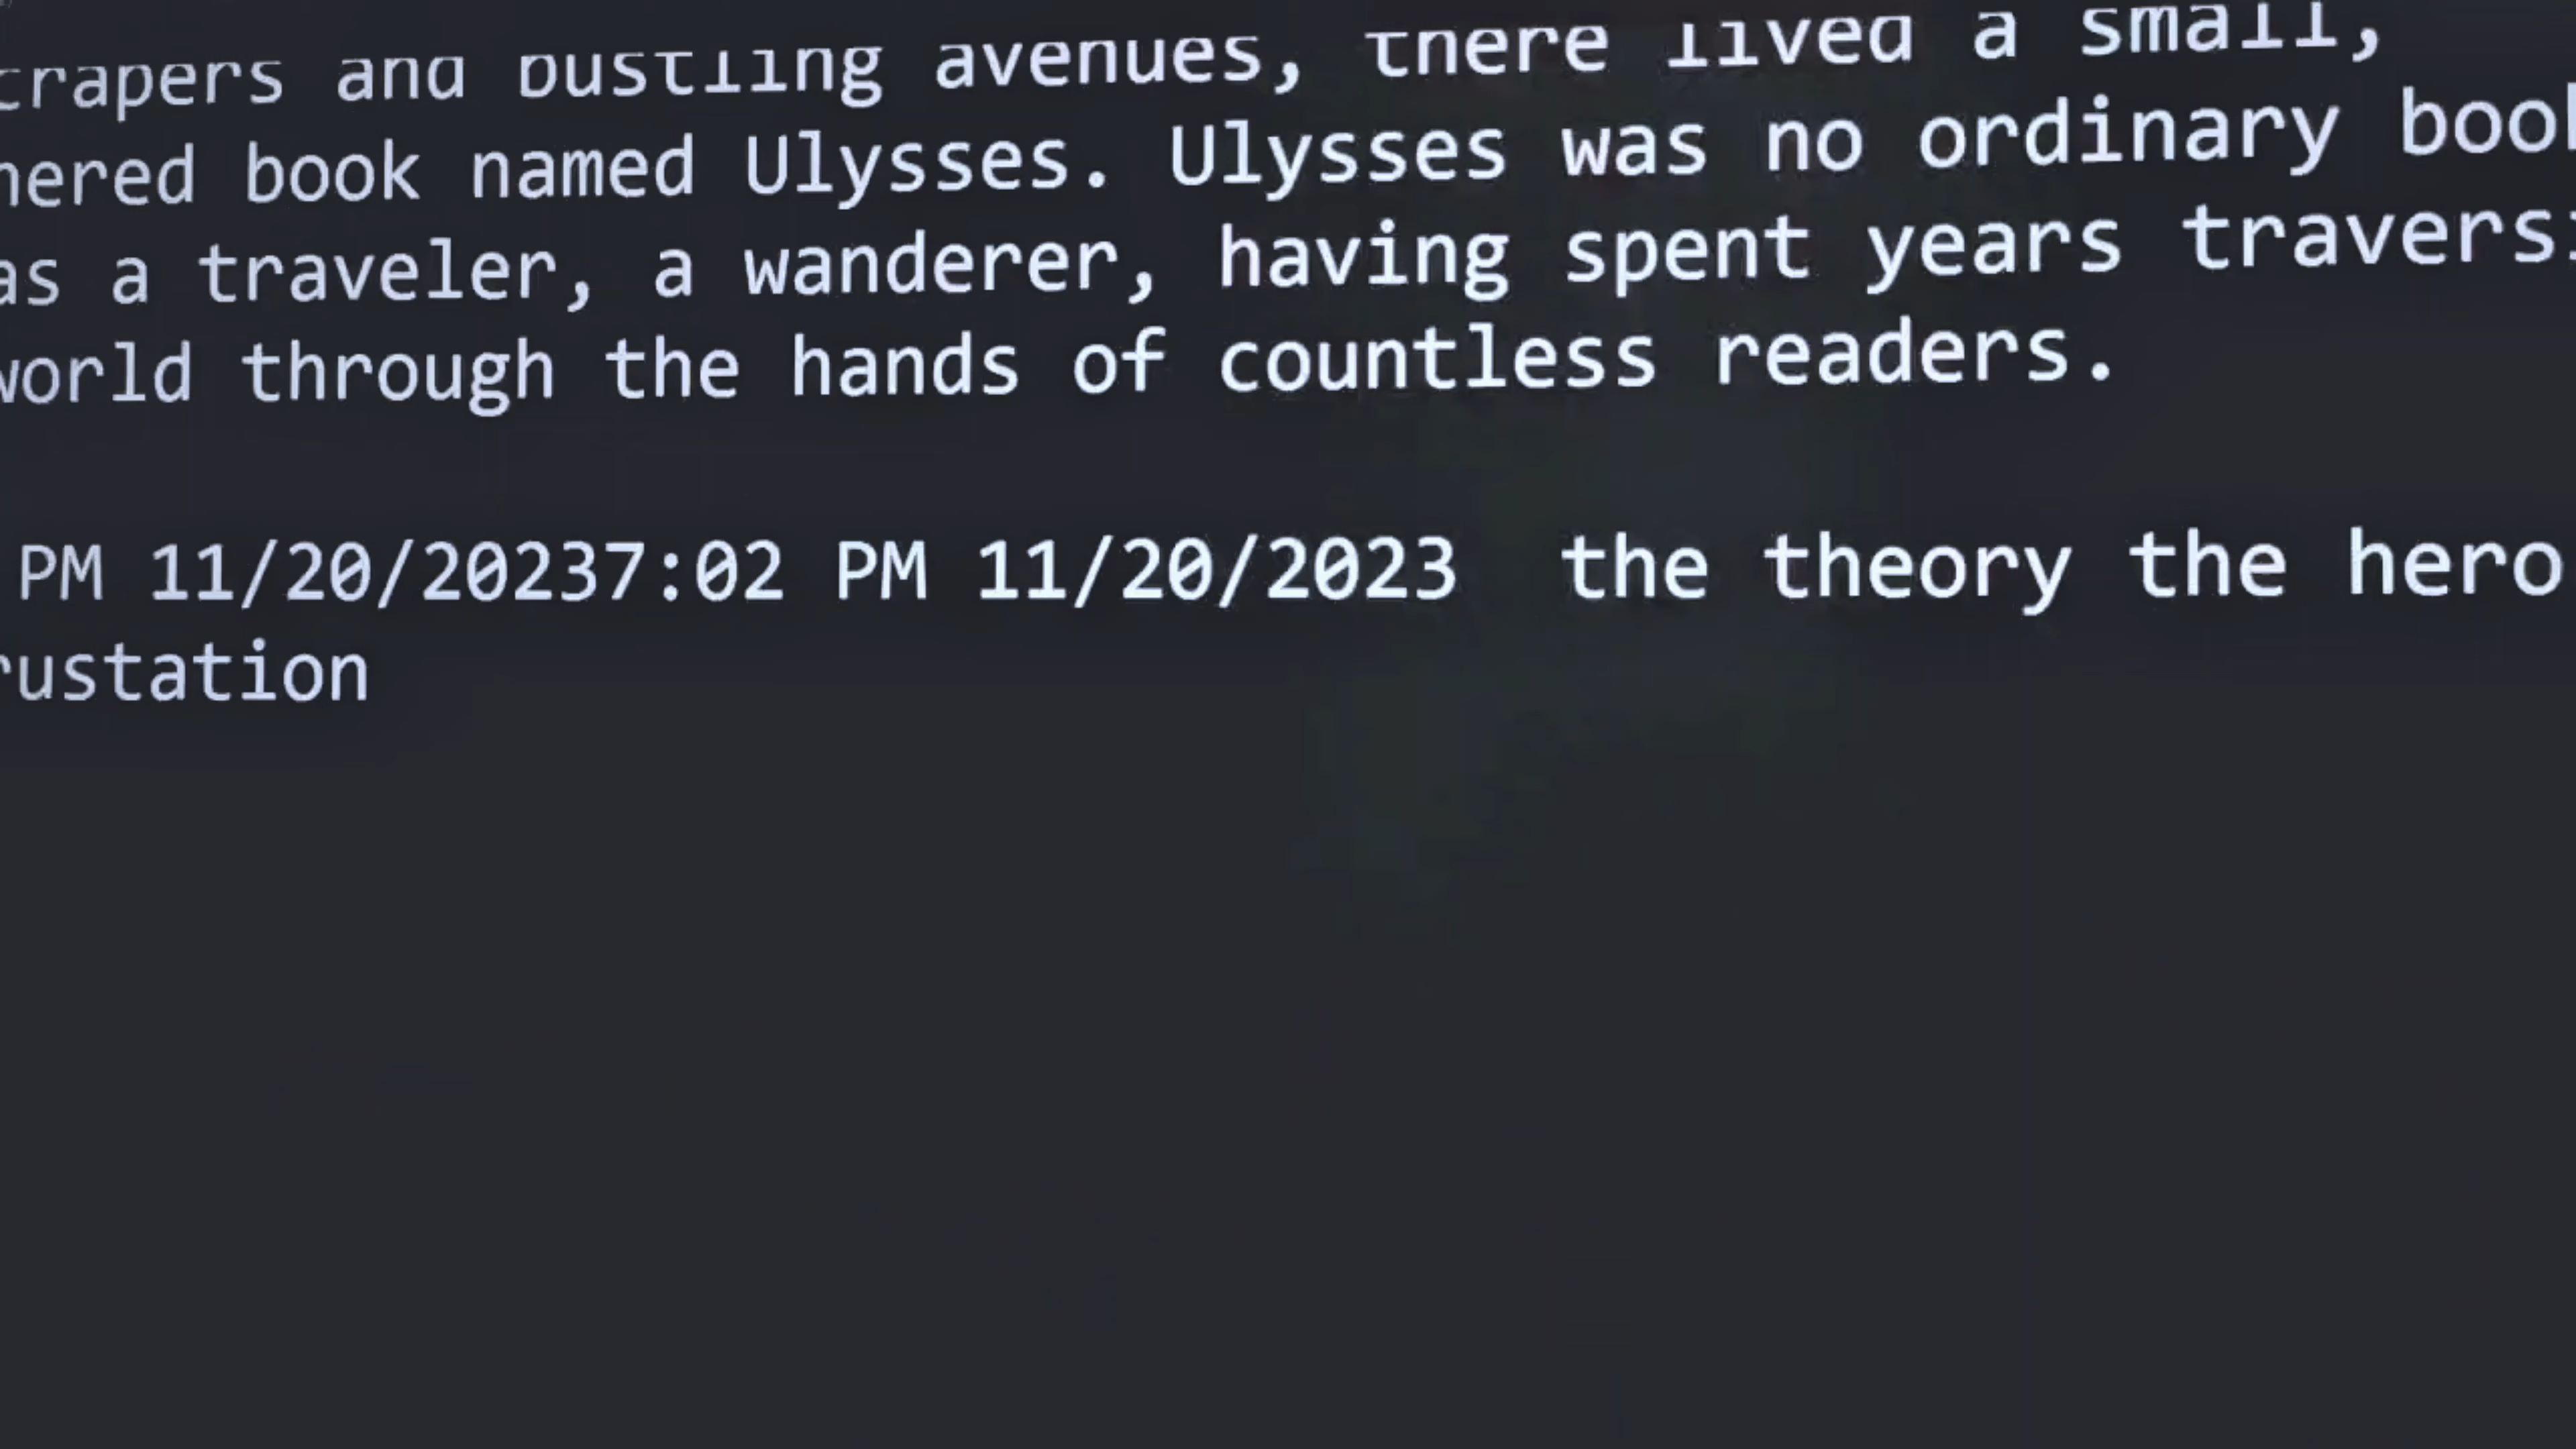 trapers and bustling avenues, there lived a small,
hered book named Ulysses. Ulysses was no ordinary boo
as a traveler, a wanderer, having spent years travers
world through the hands of countless readers.
PM 11/20/20237:02 PM 11/20/2023  the theory the hero
rustation